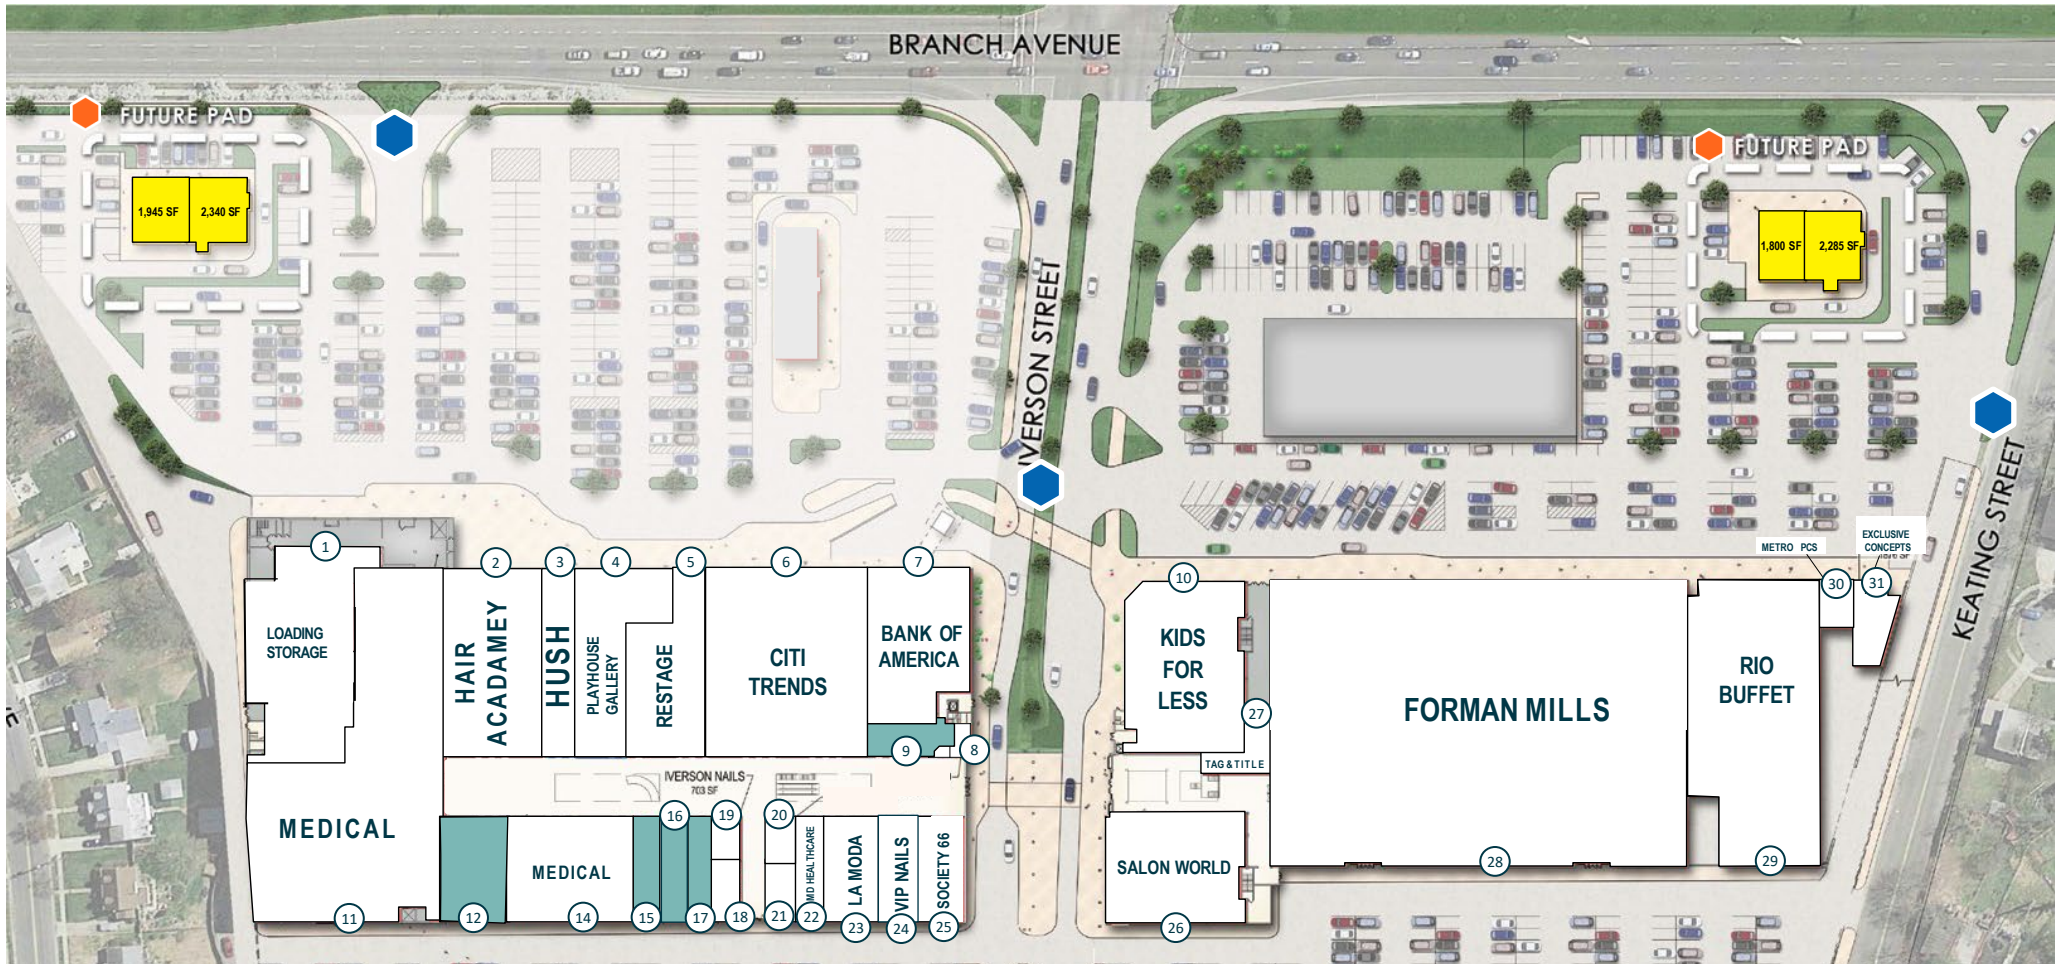 BRANCH AVENUE
FUTURE PAD
1,945 SF
2,340 SF
FUTURE PAD
1,800 SF
2,285 SF
IVERSON STREET
KEATING STREET
1
2
3
4
5
6
7
10
METRO PCS
30
EXCLUSIVE
CONCEPTS
31
LOADING
STORAGE
HAIR
ACADAMEY
HUSH
PLAYHOUSE
GALLERY
RESTAGE
CITI
TRENDS
BANK OF
AMERICA
9
8
KIDS
FOR
LESS
27
TAG & TITLE
FORMAN MILLS
RIO
BUFFET
IVERSON NAILS
703 SF
MEDICAL
MEDICAL
16
19
20
MD HEALTHCARE
LA MODA
VIP NAILS
SOCIETY 66
SALON WORLD
11
12
14
15
17
18
21
22
23
24
25
26
28
29